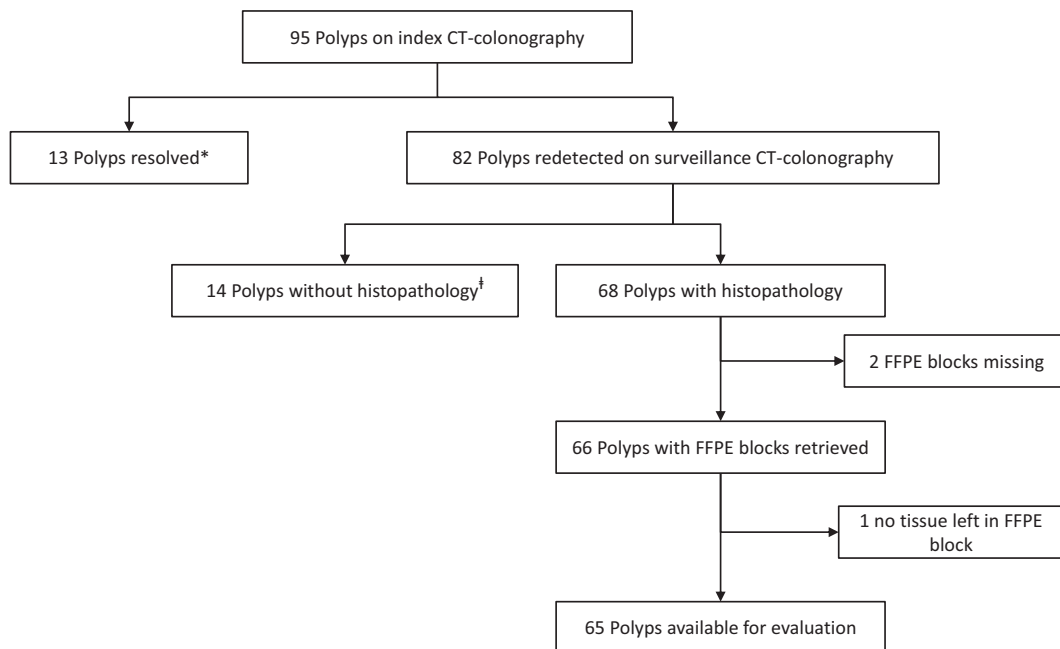 95 Polyps on index CT-colonography
13 Polyps resolved*
82 Polyps redetected on surveillance CT-colonography
14 Polyps without histopathology‡
68 Polyps with histopathology
2 FFPE blocks missing
66 Polyps with FFPE blocks retrieved
1 no tissue left in FFPE
block
65 Polyps available for evaluation